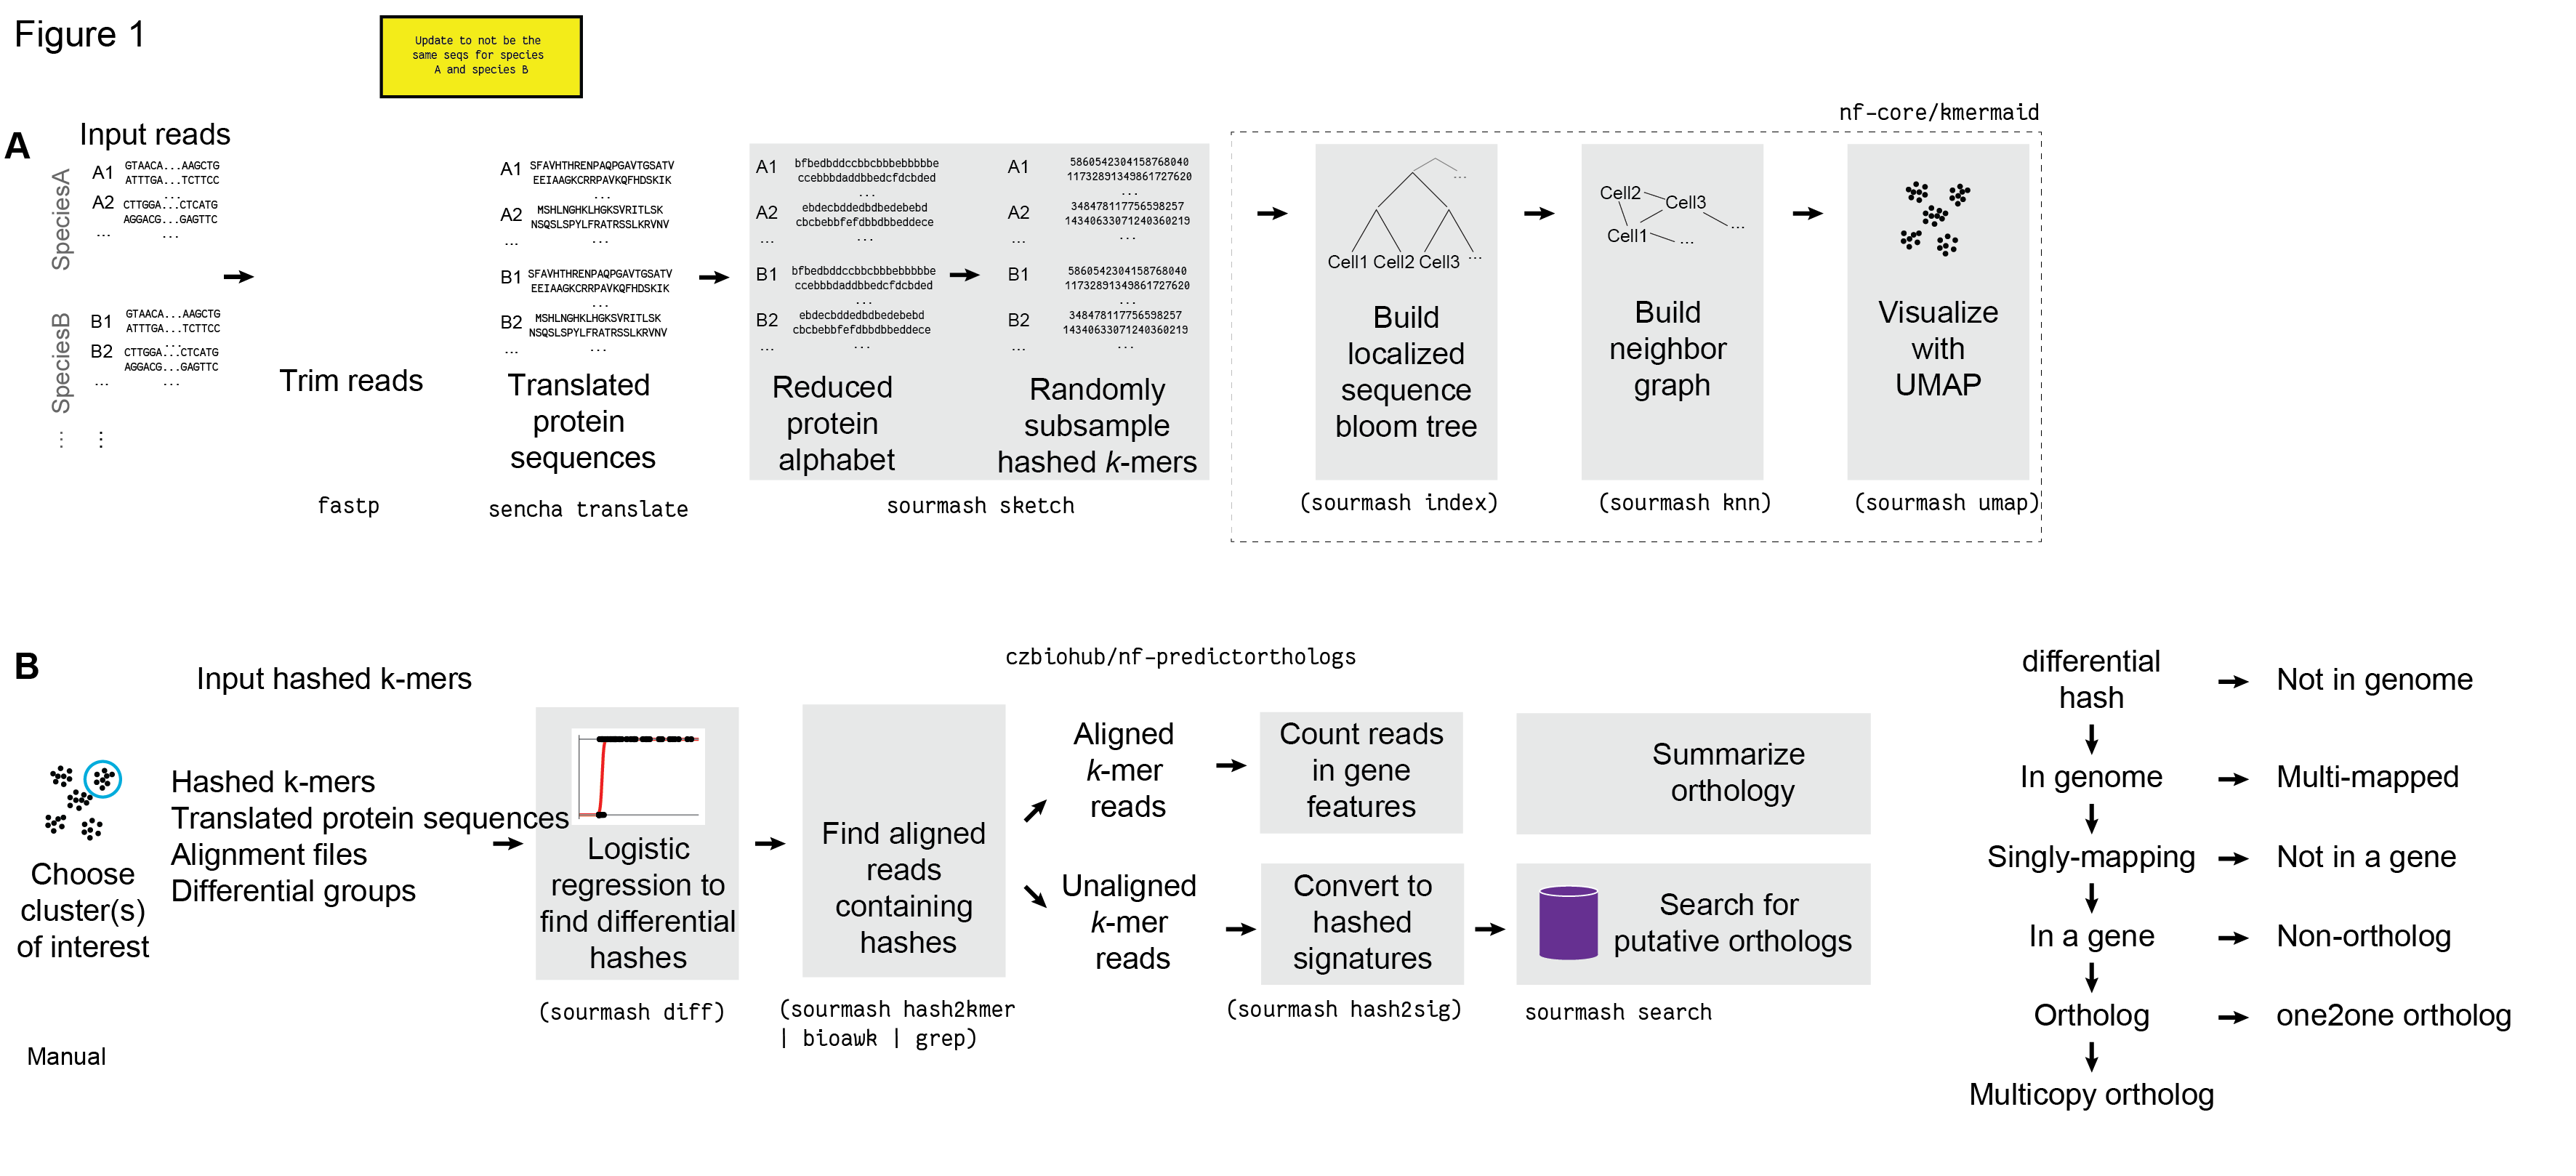 Figure 1
Update to not be the
same seqs for species
A and species B
A
Input reads
SpeciesA
A1
GTAACA...AAGCTG
ATTTGA...TCTTCC
...
A2
CTTGGA...CTCATG
AGGACG...GAGTTC
...
...
SpeciesB
B1
GTAACA...AAGCTG
ATTTGA...TCTTCC
...
B2
CTTGGA...CTCATG
AGGACG...GAGTTC
...
...
...
...
Trim reads
fastp
A1
SFAVHTHRENPAQPGAVTGSATV
EEIAAGKCRRPAVKQFHDSKIK
...
A2
MSHLNGHKLHGKSVRITLSK
NSQSLSPYLFRATRSSLKRVNV
...
...
B1
SFAVHTHRENPAQPGAVTGSATV
EEIAAGKCRRPAVKQFHDSKIK
...
B2
MSHLNGHKLHGKSVRITLSK
NSQSLSPYLFRATRSSLKRVNV
...
...
Translated
protein
sequences
sencha translate
A1
bfbedbddccbbcbbbebbbbbe
ccebbbdaddbbedcfdcbded
...
A2
ebdecbddedbdbedebebd
cbcbebbfefdbbdbbeddece
...
...
B1
bfbedbddccbbcbbbebbbbbe
ccebbbdaddbbedcfdcbded
...
B2
ebdecbddedbdbedebebd
cbcbebbfefdbbdbbeddece
...
...
Reduced
protein
alphabet
A1
5860542304158768040
11732891349861727620
...
A2
348478117756598257
14340633071240360219
...
...
B1
5860542304158768040
11732891349861727620
...
B2
348478117756598257
14340633071240360219
...
...
Randomly
subsample
hashed k-mers
sourmash sketch
nf-core/kmermaid
...
Cell1 Cell2 Cell3 ...
Build
localized
sequence
bloom tree
(sourmash index)
Cell2
Cell3
...
Cell1
...
Build
neighbor
graph
(sourmash knn)
Visualize
with
UMAP
(sourmash umap)
B
Input hashed k-mers
czbiohub/nf-predictorthologs
Choose
cluster(s)
of interest
Manual
Hashed k-mers
Translated protein sequences
Alignment files
Differential groups
Logistic
regression to
find differential
hashes
(sourmash diff)
Find aligned
reads
containing
hashes
(sourmash hash2kmer
| bioawk | grep)
Aligned
k-mer
reads
Count reads
in gene
features
Summarize
orthology
Unaligned
k-mer
reads
Convert to
hashed
signatures
(sourmash hash2sig)
Search for
putative orthologs
sourmash search
differential
hash
Not in genome
In genome
Multi-mapped
Singly-mapping
Not in a gene
In a gene
Non-ortholog
Ortholog
one2one ortholog
Multicopy ortholog